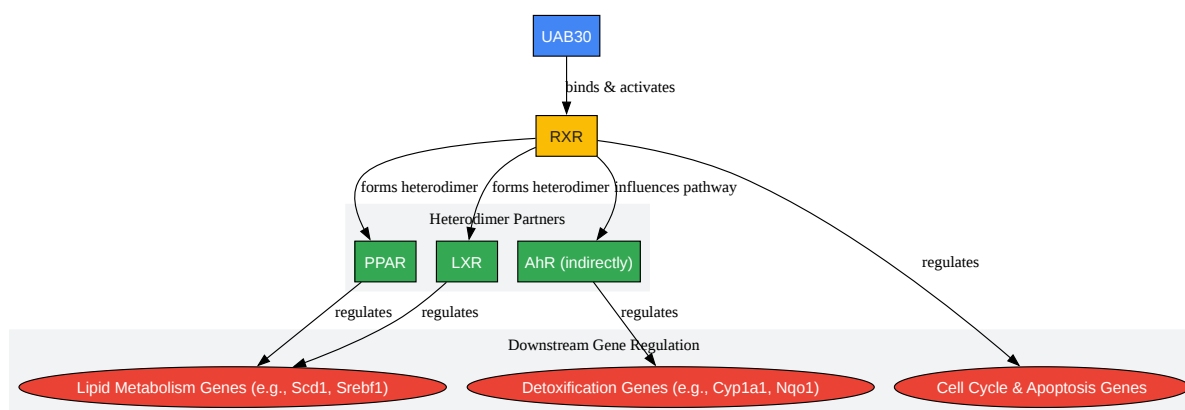 UAB30
binds & activates
RXR
forms heterodimer
forms heterodimer
influences pathway
Heterodimer Partners
PPAR
LXR
AhR (indirectly)
regulates
regulates
regulates
regulates
Downstream Gene Regulation
Lipid Metabolism Genes (e.g., Scd1, Srebf1)
Detoxification Genes (e.g., Cyp1a1, Nqo1)
Cell Cycle & Apoptosis Genes